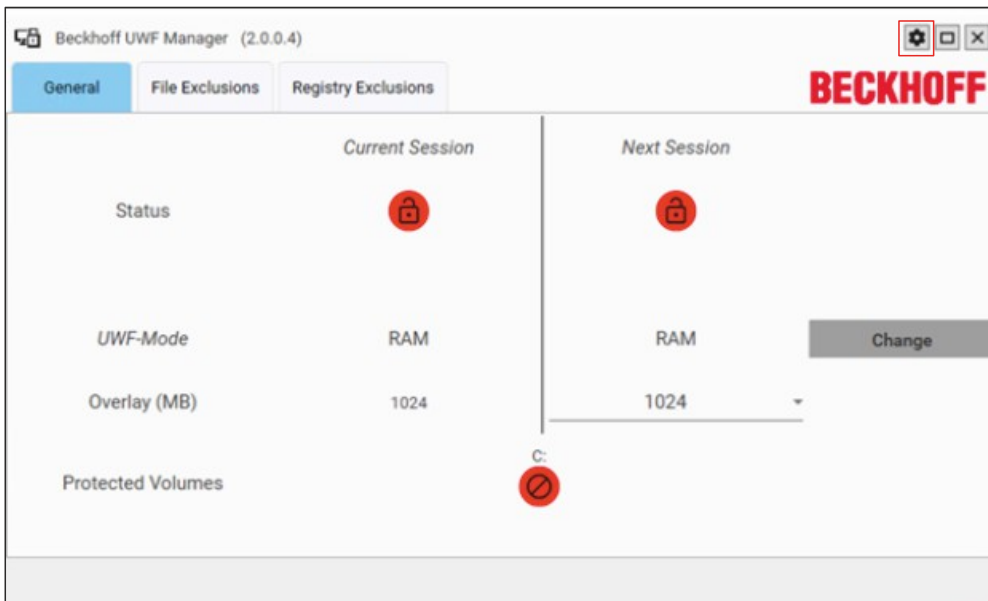 Beckhoff UWF Manager (2.0.0.4)
General File Exclusions Registry Exclusions
BECKHOFF
Current Session Next Session
Status
UWF-Mode RAM RAM Change
Overlay (MB) 1024 1024
C:
Protected Volumes